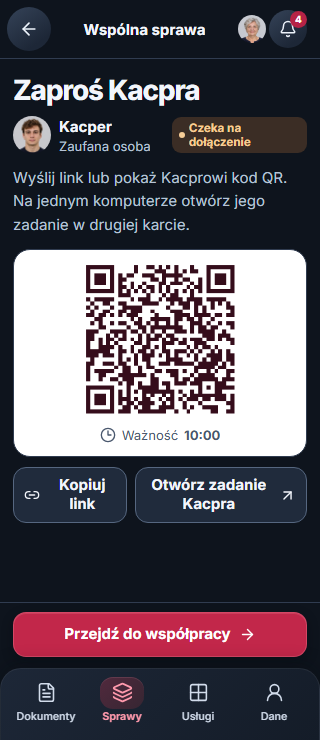 Wspólna sprawa
4
Zaproś Kacpra
Kacper
Zaufana osoba
Czeka na
dołączenie
Wyślij link lub pokaż Kacprowi kod QR.
Na jednym komputerze otwórz jego
zadanie w drugiej karcie.
Ważność 10:00
Kopiuj
link
Otwórz zadanie
Kacpra
Przejdź do współpracy
Dokumenty
Sprawy
Usługi
Dane